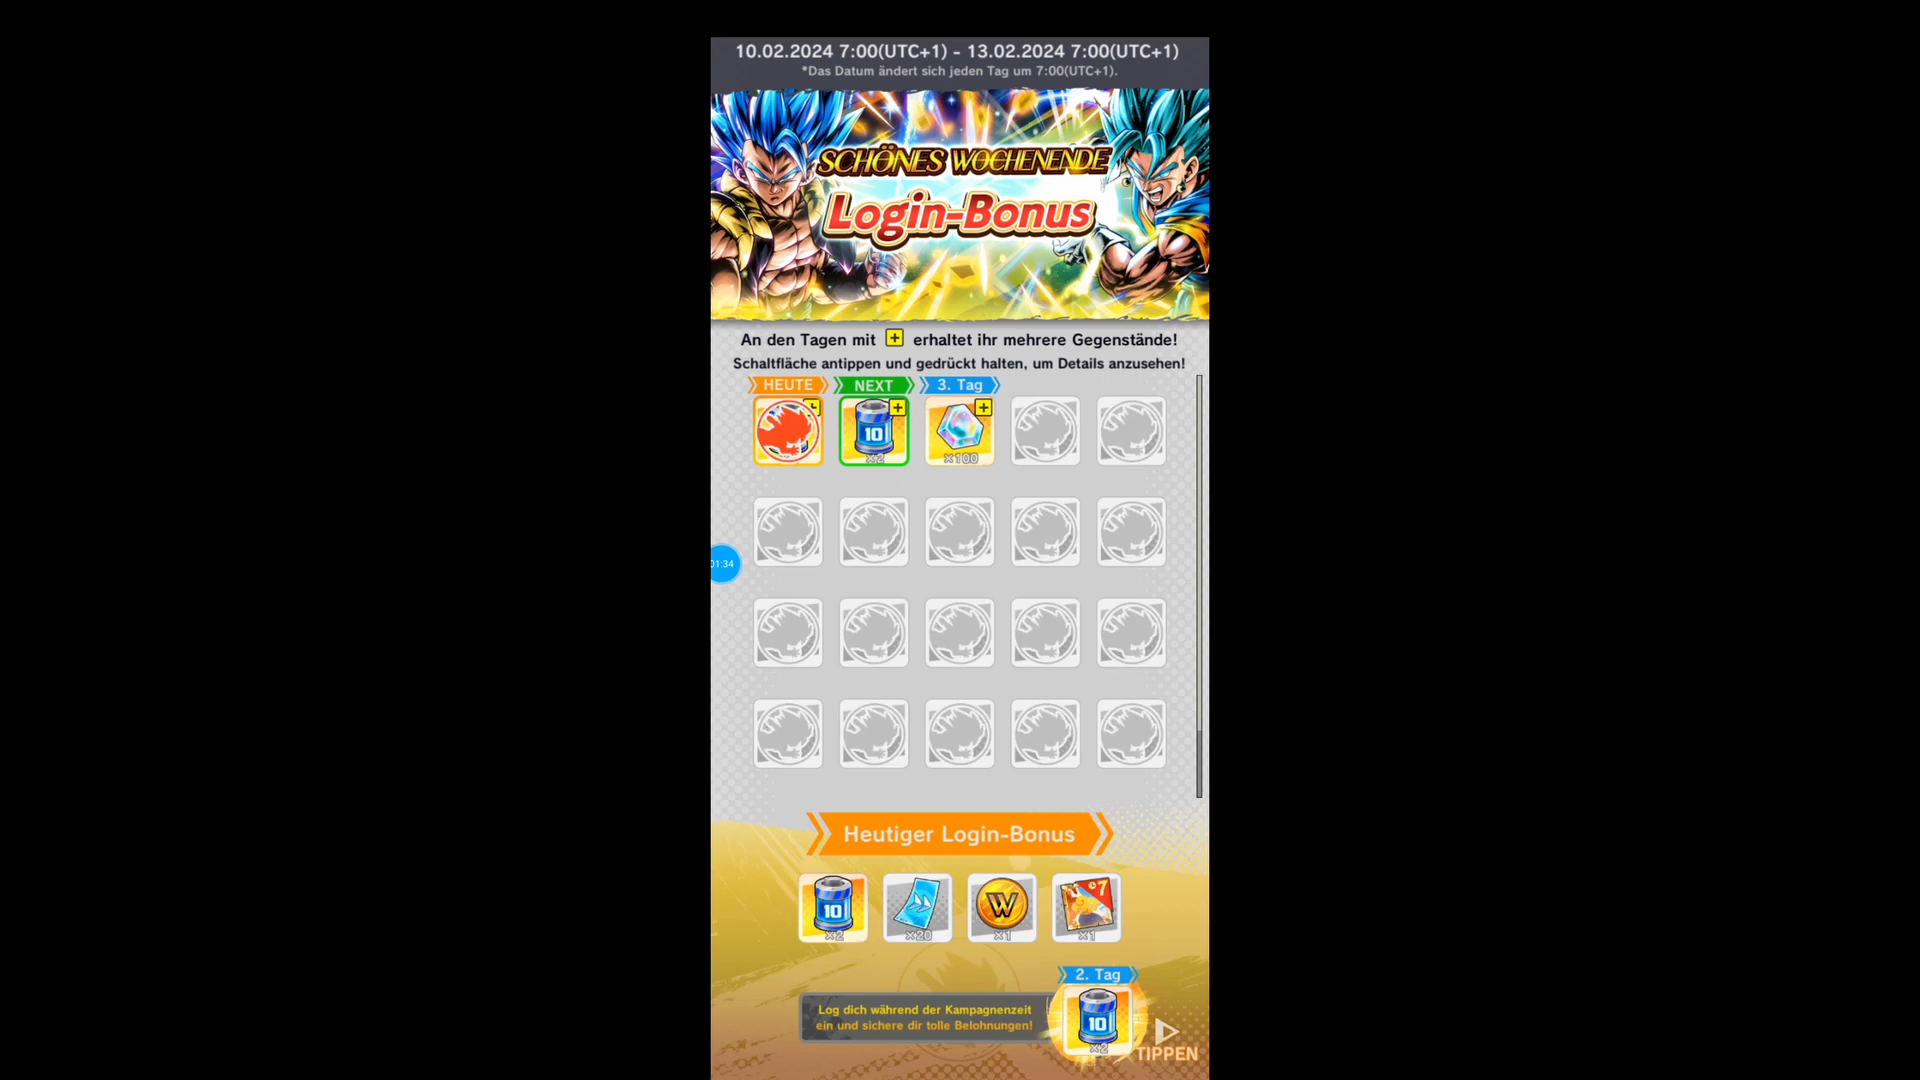 10.02.2024 7:00(UTC+1) - 13.02.2024 7:00(UTC+1)
*Das Datum ändert sich jeden Tag um 7:00(UTC+1).
SCHÖNES WOCHENENDE
Login-Bonus
An den Tagen mit + erhaltet ihr mehrere Gegenstände!
Schaltfläche antippen und gedrückt halten, um Details anzusehen!
HEUTE NEXT 3. Tag
+ + +
10
×2 ×100
01:34
Heutiger Login-Bonus
10 W 7
×2 ×20 ×1 ×1
2. Tag
Log dich während der Kampagnenzeit
ein und sichere dir tolle Belohnungen!
10
×2
TIPPEN